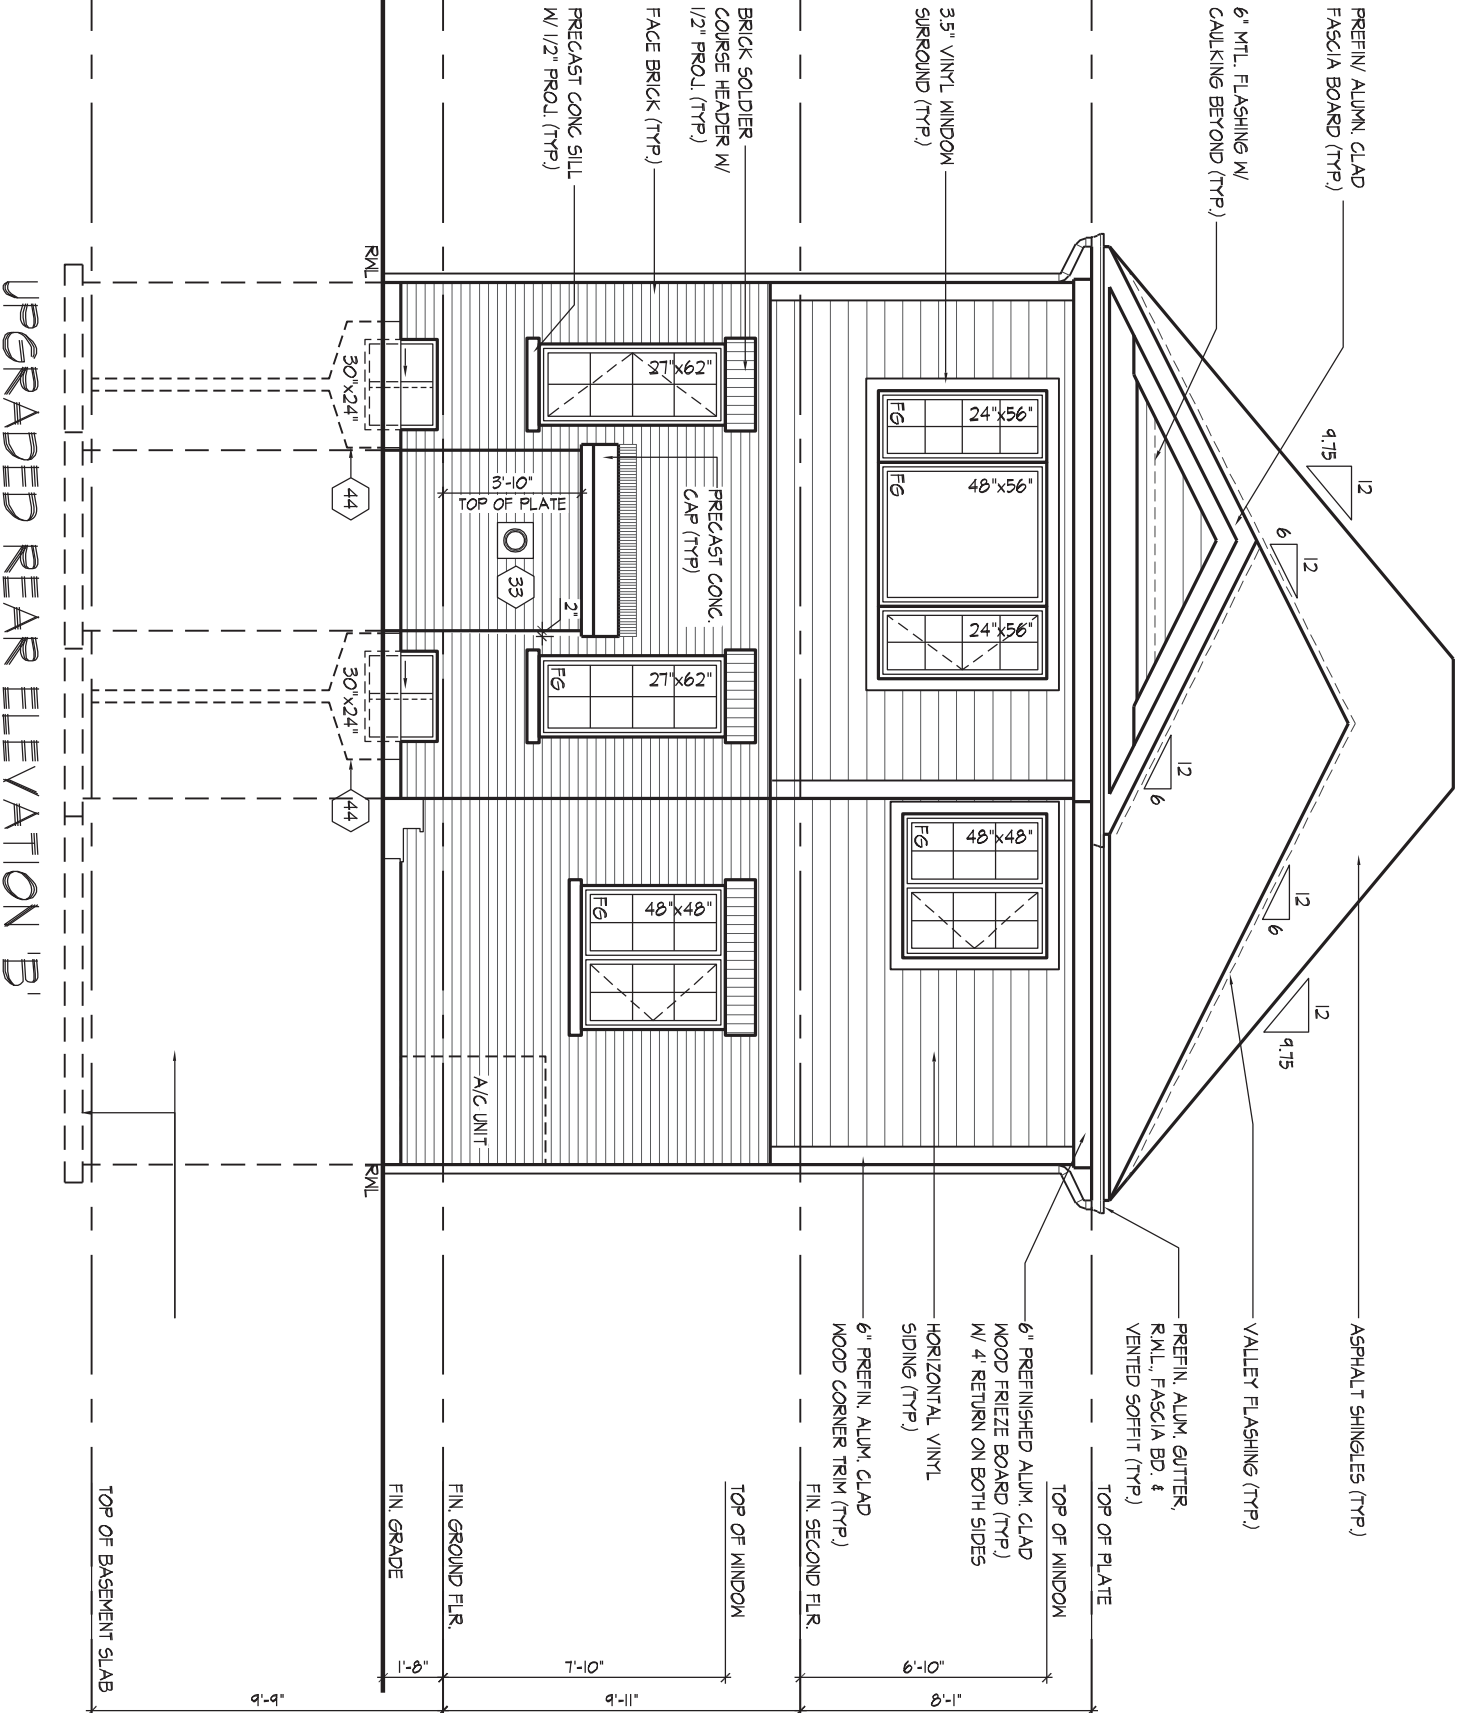 PREFIN/ ALUMN. CLAD
FASCIA BOARD (TYP.)
6" MTL. FLASHING W/
CAULKING BEYOND (TYP.)
3.5" VINYL WINDOW
SURROUND (TYP.)
BRICK SOLDIER
COURSE HEADER W/
1/2" PROJ. (TYP.)
FACE BRICK (TYP.)
PRECAST CONC SILL
W/ 1/2" PROJ. (TYP.)
12
9.75
12
6
12
6
12
6
12
9.75
24"x56"
FG
48"x56"
FG
24"x56"
48"x48"
FG
27"x62"
27"x62"
FG
48"x48"
FG
PRECAST CONC.
CAP (TYP)
3'-10"
TOP OF PLATE
33
2"
A/C UNIT
RWL
RWL
30"x24"
44
30"x24"
44
ASPHALT SHINGLES (TYP.)
VALLEY FLASHING (TYP.)
PREFIN. ALUM. GUTTER,
R.W.L., FASCIA BD. &
VENTED SOFFIT (TYP.)
6" PREFINISHED ALUM. CLAD
WOOD FRIEZE BOARD (TYP.)
W/ 4' RETURN ON BOTH SIDES
HORIZONTAL VINYL
SIDING (TYP.)
6" PREFIN. ALUM. CLAD
WOOD CORNER TRIM (TYP.)
TOP OF PLATE
TOP OF WINDOW
FIN. SECOND FLR.
TOP OF WINDOW
FIN. GROUND FLR.
FIN. GRADE
TOP OF BASEMENT SLAB
6'-10"
8'-1"
7'-10"
9'-11"
1'-8"
9'-9"
UPGRADED REAR ELEVATION 'B'